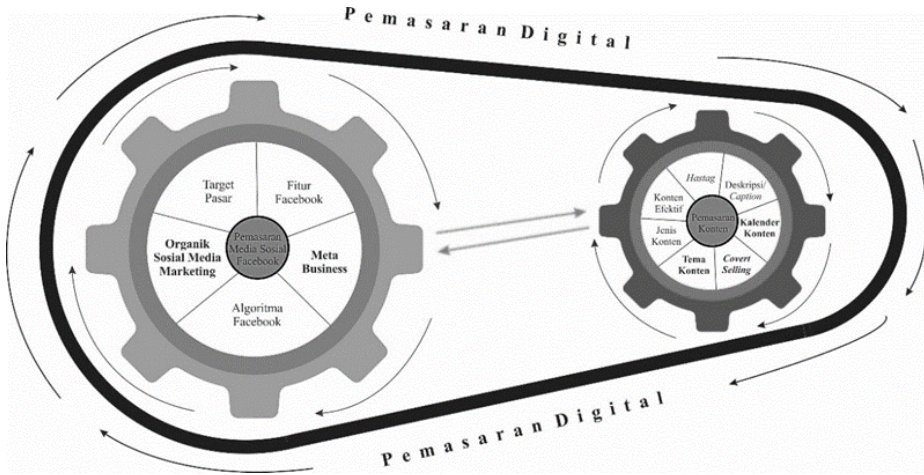 Pemasaran Digital
Target
Pasar
Fitur
Facebook
Organik
Sosial Media
Marketing
Pemasaran
Media Sosial
Facebook
Meta
Business
Algoritma
Facebook
Hastag
Deskripsi/
Caption
Konten
Efektif
Pemasaran
Konten
Kalender
Konten
Jenis
Konten
Tema
Konten
Covert
Selling
Pemasaran Digital